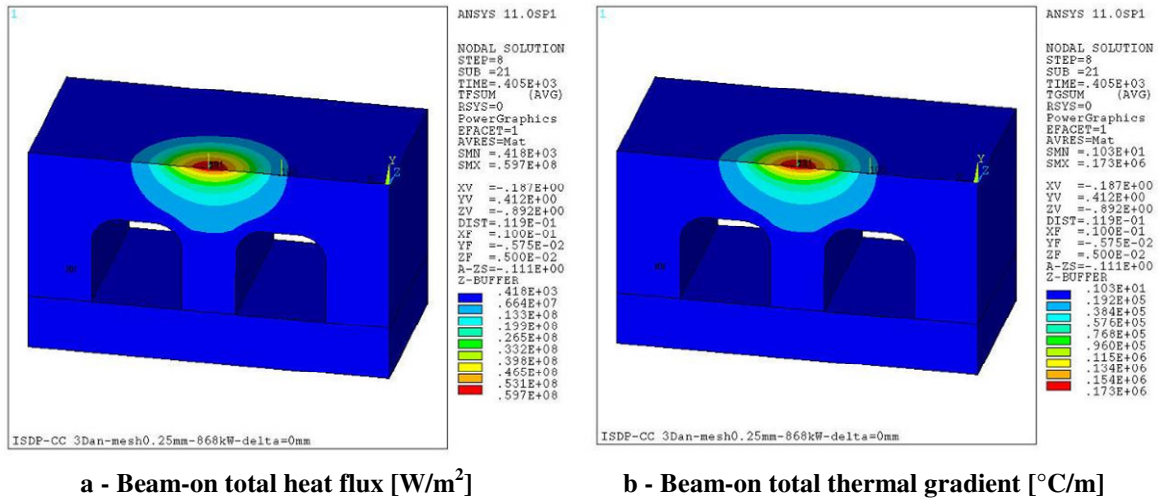 1
ANSYS 11.0SP1
NODAL SOLUTION
STEP=8
SUB =21
TIME=.405E+03
TFSUM (AVG)
RSYS=0
PowerGraphics
EFACET=1
AVRES=Mat
SMN =.418E+03
SMX =.597E+08
XV =-.187E+00
YV =.412E+00
ZV =-.892E+00
DIST=.119E-01
XF =.100E-01
YF =-.575E-02
ZF =.500E-02
A-ZS=-.111E+00
Z-BUFFER
.418E+03
.664E+07
.133E+08
.199E+08
.265E+08
.332E+08
.398E+08
.465E+08
.531E+08
.597E+08
Y
Z
MX
ISDP-CC 3Dan-mesh0.25mm-868kW-delta=0mm
a - Beam-on total heat flux [W/m²]
1
ANSYS 11.0SP1
NODAL SOLUTION
STEP=8
SUB =21
TIME=.405E+03
TGSUM (AVG)
RSYS=0
PowerGraphics
EFACET=1
AVRES=Mat
SMN =.103E+01
SMX =.173E+06
XV =-.187E+00
YV =.412E+00
ZV =-.892E+00
DIST=.119E-01
XF =.100E-01
YF =-.575E-02
ZF =.500E-02
A-ZS=-.111E+00
Z-BUFFER
.103E+01
.192E+05
.384E+05
.576E+05
.768E+05
.960E+05
.115E+06
.134E+06
.154E+06
.173E+06
Y
Z
MX
ISDP-CC 3Dan-mesh0.25mm-868kW-delta=0mm
b - Beam-on total thermal gradient [°C/m]